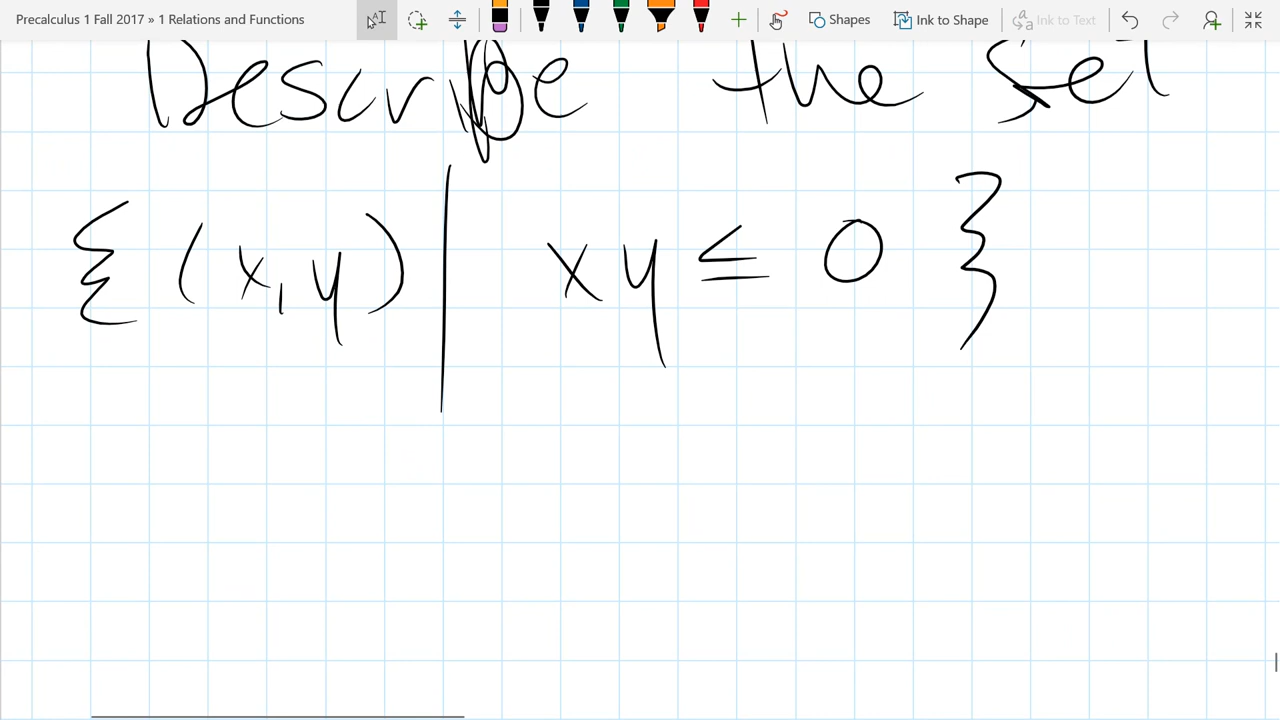 Precalculus 1 Fall 2017 » 1 Relations and Functions Shapes Ink to Shape Ink to Text
Describe the set
{ (x,y) | xy ≤ 0 }